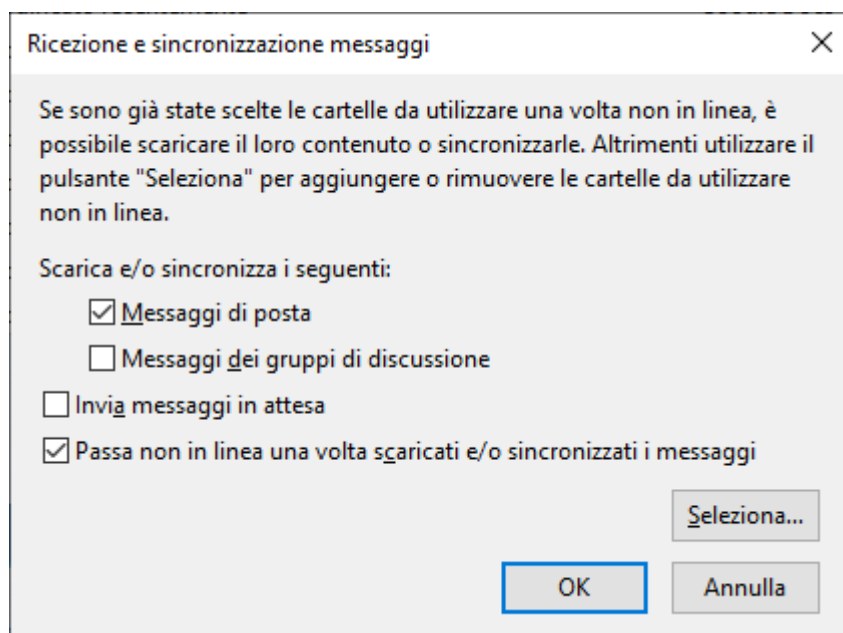 Ricezione e sincronizzazione messaggi
Se sono già state scelte le cartelle da utilizzare una volta non in linea, è
possibile scaricare il loro contenuto o sincronizzarle. Altrimenti utilizzare il
pulsante "Seleziona" per aggiungere o rimuovere le cartelle da utilizzare
non in linea.
Scarica e/o sincronizza i seguenti:
Messaggi di posta
Messaggi dei gruppi di discussione
Invia messaggi in attesa
Passa non in linea una volta scaricati e/o sincronizzati i messaggi
Seleziona...
OK
Annulla